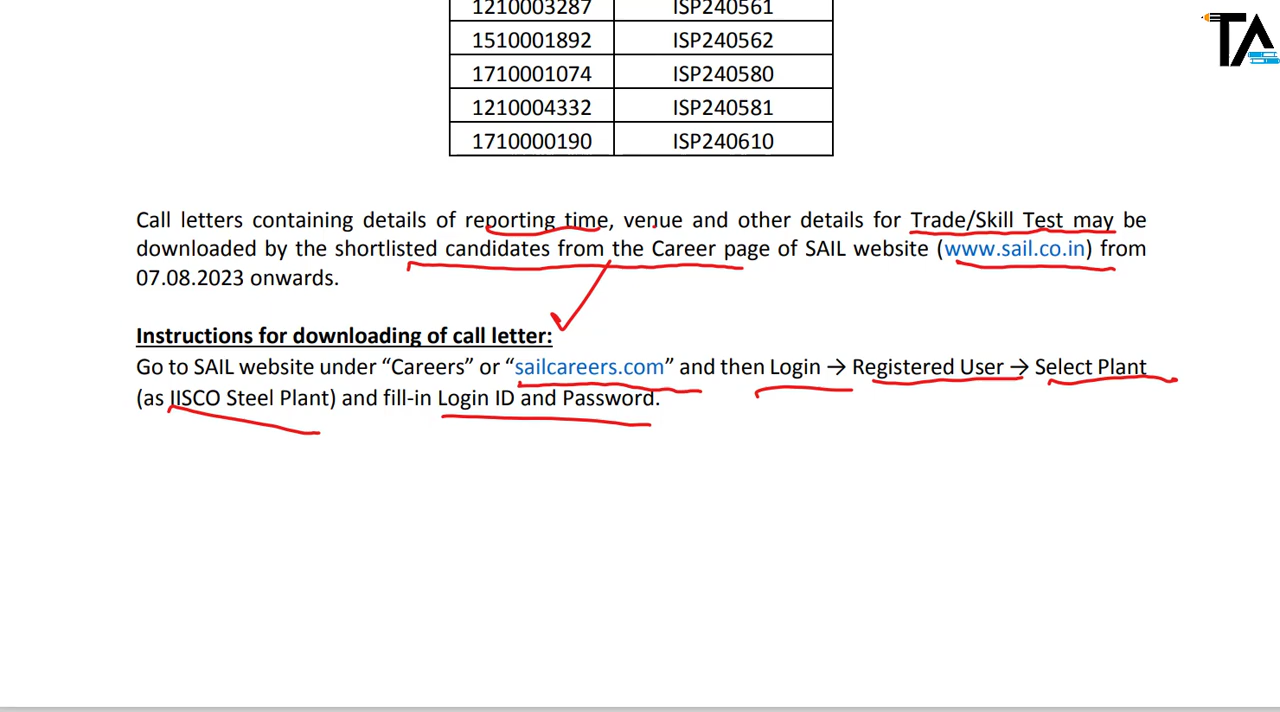 1210003287 ISP240561
1510001892 ISP240562
1710001074 ISP240580
1210004332 ISP240581
1710000190 ISP240610
TA
Call letters containing details of reporting time, venue and other details for Trade/Skill Test may be
downloaded by the shortlisted candidates from the Career page of SAIL website (www.sail.co.in) from
07.08.2023 onwards.
Instructions for downloading of call letter:
Go to SAIL website under “Careers” or “sailcareers.com” and then Login → Registered User → Select Plant
(as IISCO Steel Plant) and fill-in Login ID and Password.